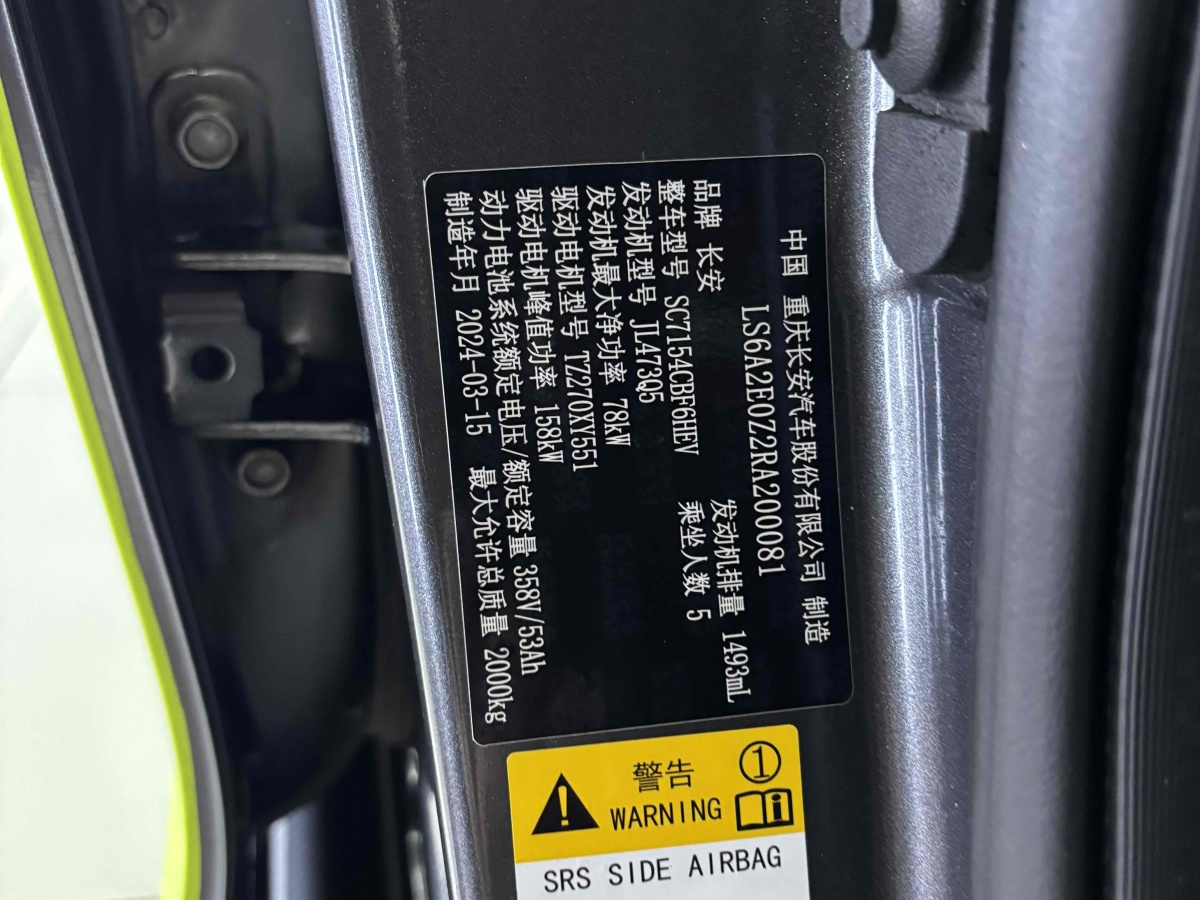 中国 重庆长安汽车股份有限公司 制造
LS6A2E0Z2RA200081
品牌 长安 发动机排量 1493mL
整车型号 SC7154CBF6HEV 乘坐人数 5
发动机型号 JL473Q5
发动机最大净功率 78kW
驱动电机型号 TZ270XY551
驱动电机峰值功率 158kW
动力电池系统额定电压/额定容量 358V/53Ah
制造年月 2024-03-15 最大允许总质量 2000kg
警告 ①
WARNING
SRS SIDE AIRBAG